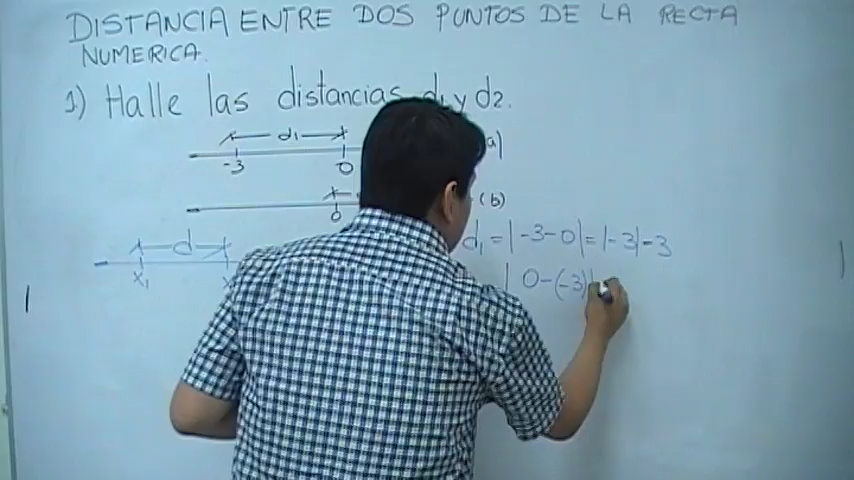 DISTANCIA ENTRE DOS PUNTOS DE LA RECTA
NUMERICA.
1) Halle las distancias d1 y d2.
d1
a)
-3 0
(b)
0
d
x1
d1 = |-3-0| = |-3|-3
| 0-(-3)|